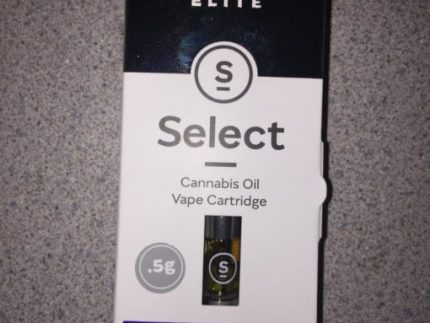 ELITE
S
Select
Cannabis Oil
Vape Cartridge
.5g
S